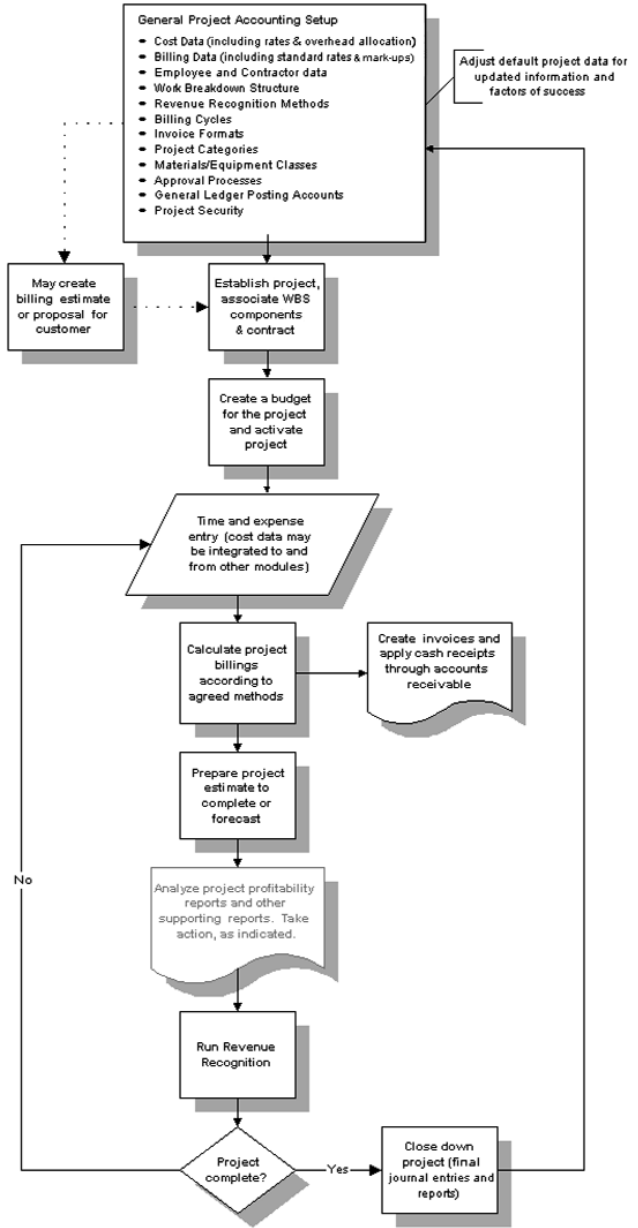 General Project Accounting Setup
Cost Data (including rates & overhead allocation)
Billing Data (including standard rates & mark-ups)
Employee and Contractor data
Work Breakdown Structure
Revenue Recognition Methods
Billing Cycles
Invoice Formats
Project Categories
Materials/Equipment Classes
Approval Processes
General Ledger Posting Accounts
Project Security
Adjust default project data for
updated information and
factors of success
May create
billing estimate
or proposal for
customer
Establish project,
associate WBS
components
& contract
Create a budget
for the project
and activate
project
Time and expense
entry (cost data may
be integrated to and
from other modules)
Calculate project
billings
according to
agreed methods
Create invoices and
apply cash receipts
through accounts
receivable
Prepare project
estimate to
complete or
forecast
No
Analyze project profitability
reports and other
supporting reports. Take
action, as indicated.
Run Revenue
Recognition
Project
complete?
Yes
Close down
project (final
journal entries and
reports)